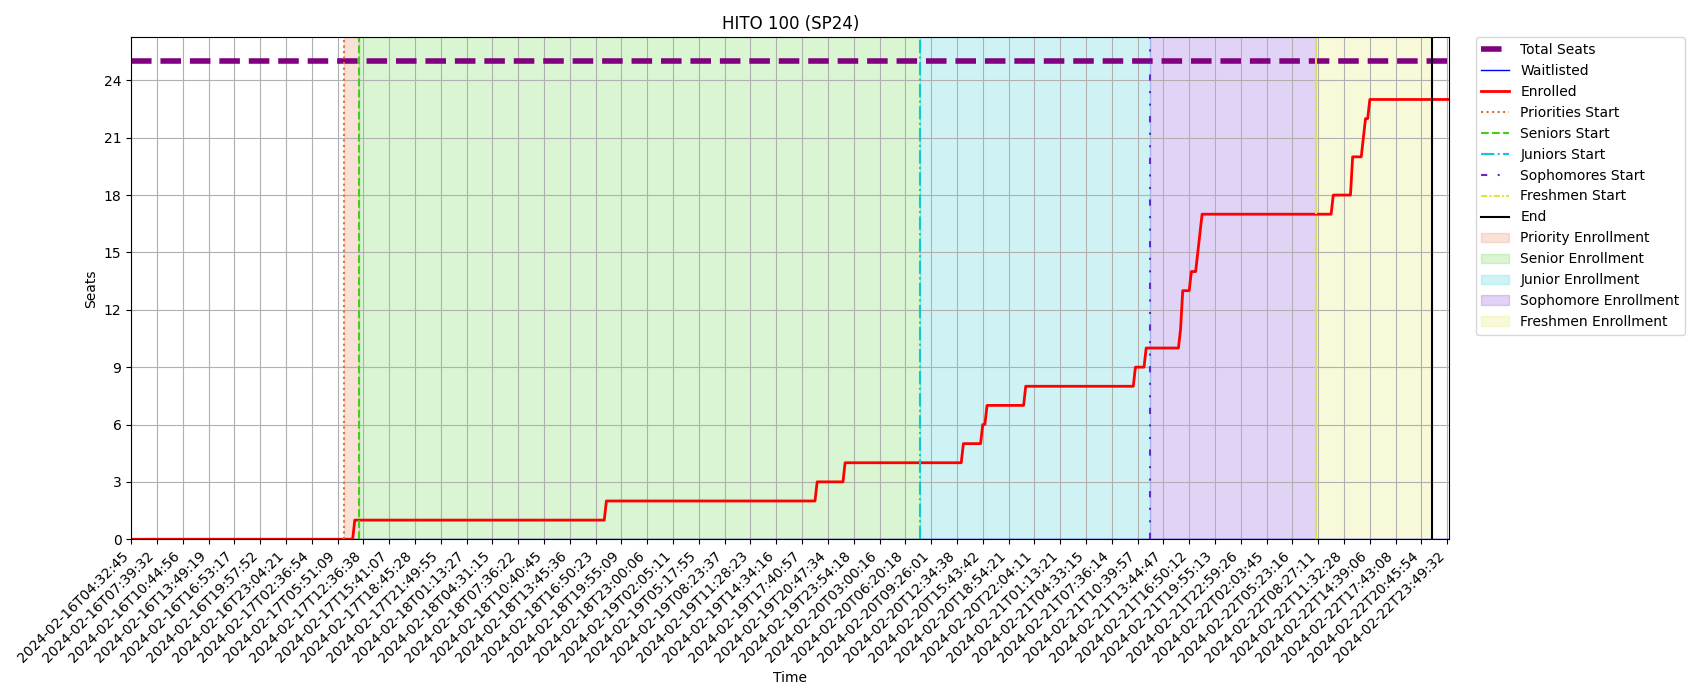 HITO 100 (SP24)
Seats
24
21
18
15
12
9
6
3
0
2024-02-16T04:32:45
2024-02-16T07:39:32
2024-02-16T10:44:56
2024-02-16T13:49:19
2024-02-16T16:53:17
2024-02-16T19:57:52
2024-02-16T23:04:21
2024-02-17T02:36:54
2024-02-17T05:51:09
2024-02-17T12:36:38
2024-02-17T15:41:07
2024-02-17T18:45:28
2024-02-17T21:49:55
2024-02-18T01:13:27
2024-02-18T04:31:15
2024-02-18T07:36:22
2024-02-18T10:40:45
2024-02-18T13:45:36
2024-02-18T16:50:23
2024-02-18T19:55:09
2024-02-18T23:00:06
2024-02-19T02:05:11
2024-02-19T05:17:55
2024-02-19T08:23:37
2024-02-19T11:28:23
2024-02-19T14:34:16
2024-02-19T17:40:57
2024-02-19T20:47:34
2024-02-19T23:54:18
2024-02-20T03:00:16
2024-02-20T06:20:18
2024-02-20T09:26:01
2024-02-20T12:34:38
2024-02-20T15:43:42
2024-02-20T18:54:21
2024-02-20T22:04:11
2024-02-21T01:13:21
2024-02-21T04:33:15
2024-02-21T07:36:14
2024-02-21T10:39:57
2024-02-21T13:44:47
2024-02-21T16:50:12
2024-02-21T19:55:13
2024-02-21T22:59:26
2024-02-22T02:03:45
2024-02-22T05:23:16
2024-02-22T08:27:11
2024-02-22T11:32:28
2024-02-22T14:39:06
2024-02-22T17:43:08
2024-02-22T20:45:54
2024-02-22T23:49:32
Time
Total Seats
Waitlisted
Enrolled
Priorities Start
Seniors Start
Juniors Start
Sophomores Start
Freshmen Start
End
Priority Enrollment
Senior Enrollment
Junior Enrollment
Sophomore Enrollment
Freshmen Enrollment